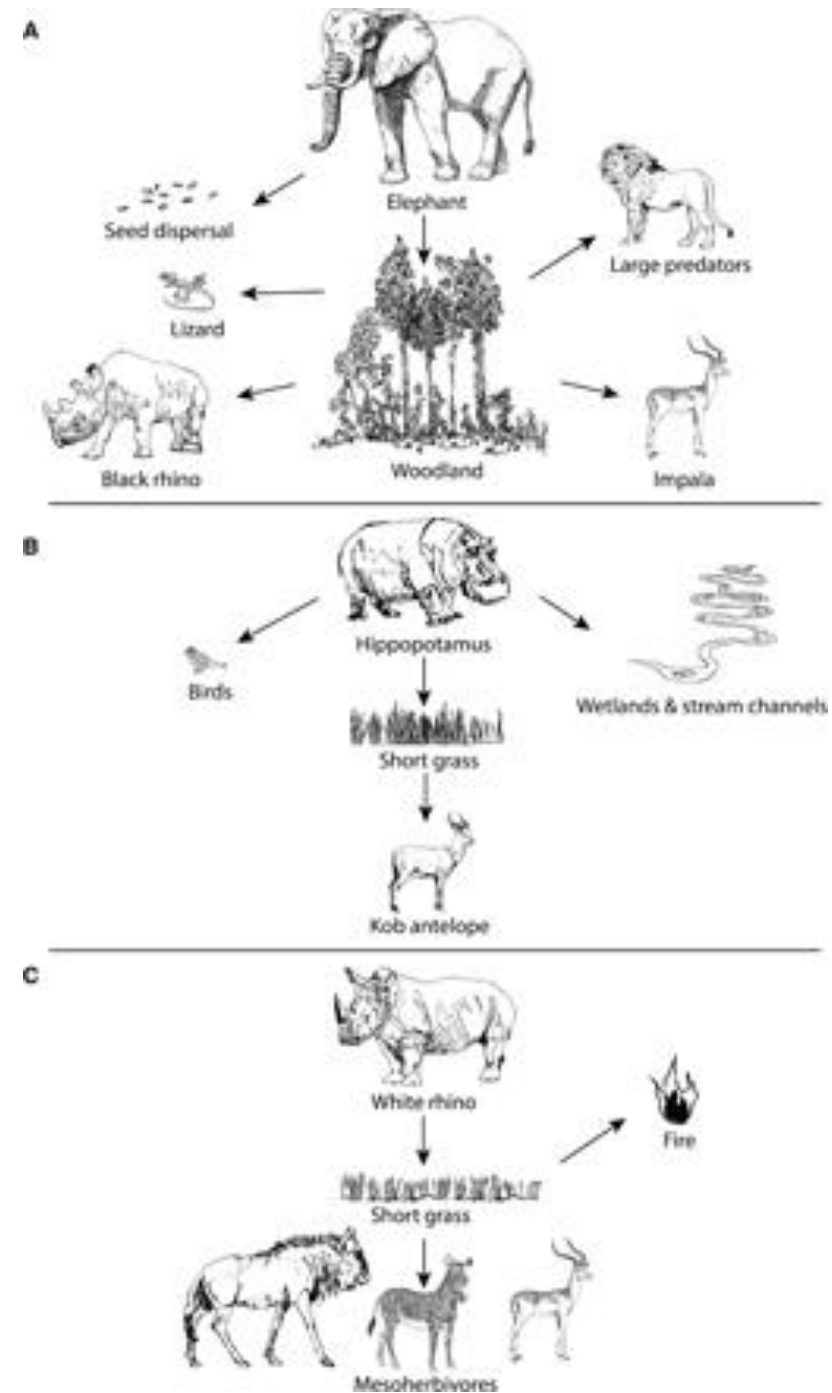 A
Elephant
Seed dispersal
Large predators
Lizard
Woodland
Black rhino
Impala
B
Hippopotamus
Birds
Wetlands & stream channels
Short grass
Kob antelope
C
White rhino
Fire
Short grass
Mesoherbivores